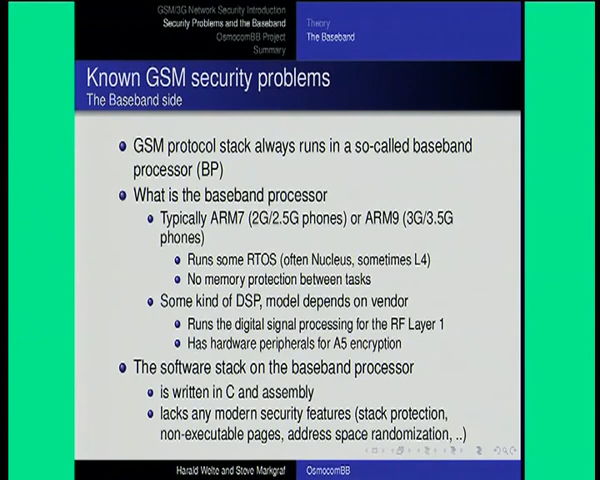 GSM/3G Network Security Introduction
Security Problems and the Baseband
OsmocomBB Project
Summary
Theory
The Baseband
Known GSM security problems
The Baseband side
GSM protocol stack always runs in a so-called baseband
processor (BP)
What is the baseband processor
Typically ARM7 (2G/2.5G phones) or ARM9 (3G/3.5G
phones)
Runs some RTOS (often Nucleus, sometimes L4)
No memory protection between tasks
Some kind of DSP, model depends on vendor
Runs the digital signal processing for the RF Layer 1
Has hardware peripherals for A5 encryption
The software stack on the baseband processor
is written in C and assembly
lacks any modern security features (stack protection,
non-executable pages, address space randomization, ..)
Harald Welte and Steve Markgraf
OsmocomBB